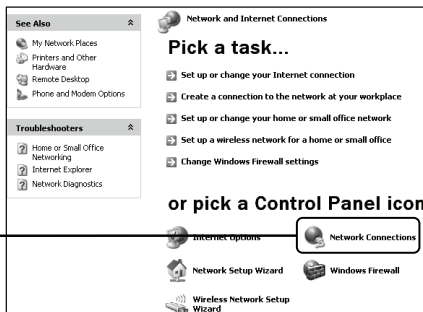 See Also
My Network Places
Printers and Other
Hardware
Remote Desktop
Phone and Modem Options
Troubleshooters
Home or Small Office
Networking
Internet Explorer
Network Diagnostics
Network and Internet Connections
Pick a task...
Set up or change your Internet connection
Create a connection to the network at your workplace
Set up or change your home or small office network
Set up a wireless network for a home or small office
Change Windows Firewall settings
or pick a Control Panel icon
Internet Options
Network Connections
Network Setup Wizard
Windows Firewall
Wireless Network Setup
Wizard